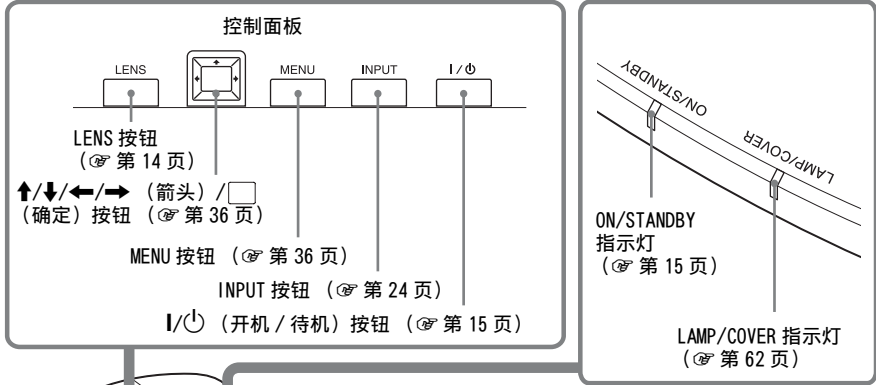 控制面板
LENS
MENU
INPUT
I/⏻
LENS 按钮
（☞ 第 14 页）
↑/↓/←/→ （箭头）/□
（确定）按钮 （☞ 第 36 页）
MENU 按钮 （☞ 第 36 页）
INPUT 按钮 （☞ 第 24 页）
I/⏻ （开机 / 待机）按钮 （☞ 第 15 页）
ON/STANDBY
LAMP/COVER
ON/STANDBY
指示灯
（☞ 第 15 页）
LAMP/COVER 指示灯
（☞ 第 62 页）